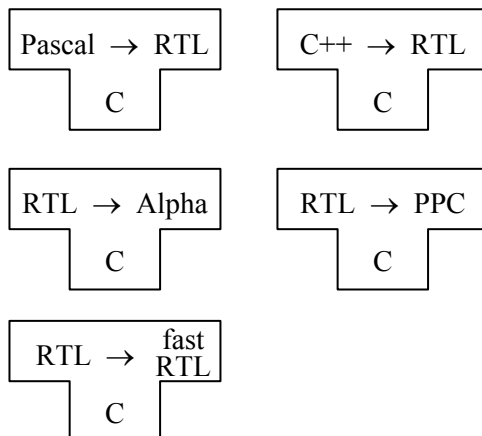 Pascal → RTL
C
C++ → RTL
C
RTL → Alpha
C
RTL → PPC
C
RTL → fast RTL
C